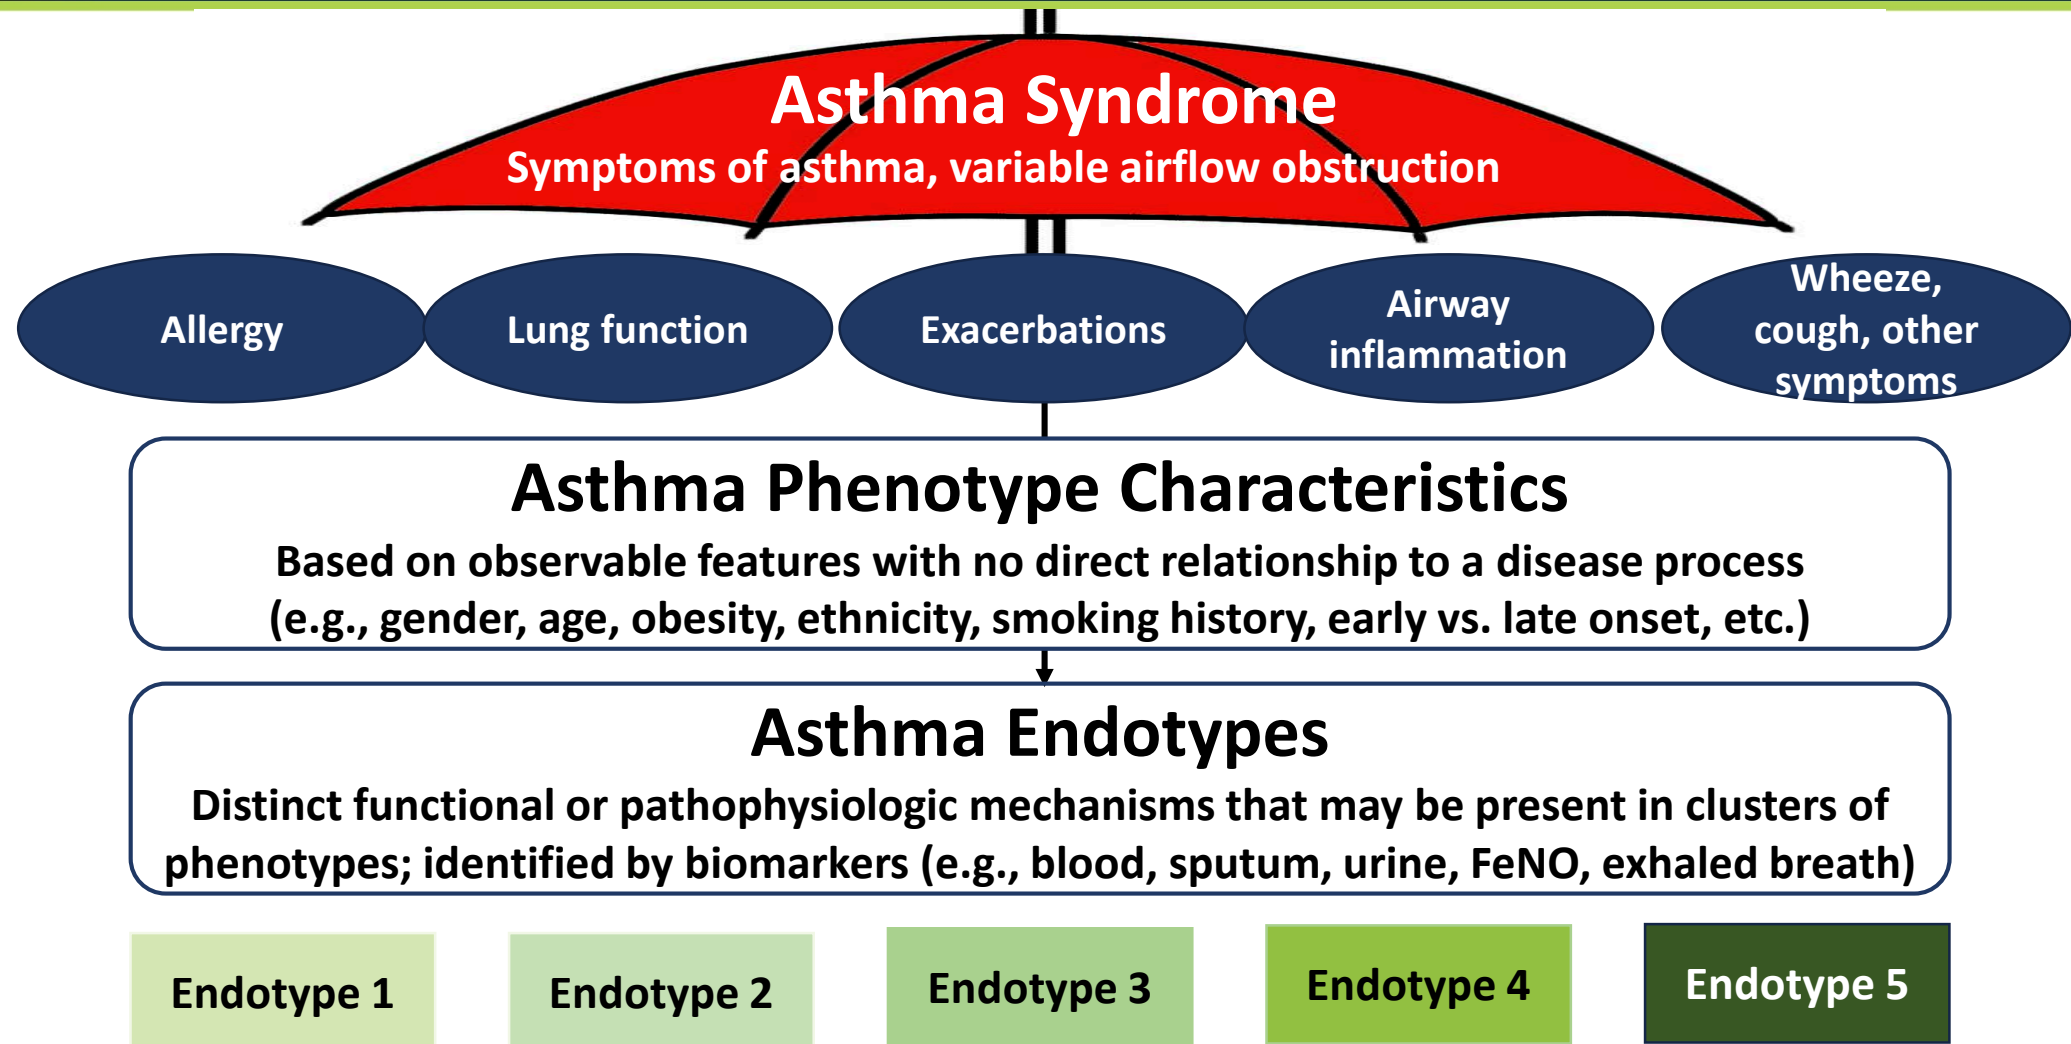 Asthma Syndrome
Symptoms of asthma, variable airflow obstruction
Allergy
Lung function
Exacerbations
Airway
inflammation
Wheeze,
cough, other
symptoms
Asthma Phenotype Characteristics
Based on observable features with no direct relationship to a disease process
(e.g., gender, age, obesity, ethnicity, smoking history, early vs. late onset, etc.)
Asthma Endotypes
Distinct functional or pathophysiologic mechanisms that may be present in clusters of
phenotypes; identified by biomarkers (e.g., blood, sputum, urine, FeNO, exhaled breath)
Endotype 1
Endotype 2
Endotype 3
Endotype 4
Endotype 5